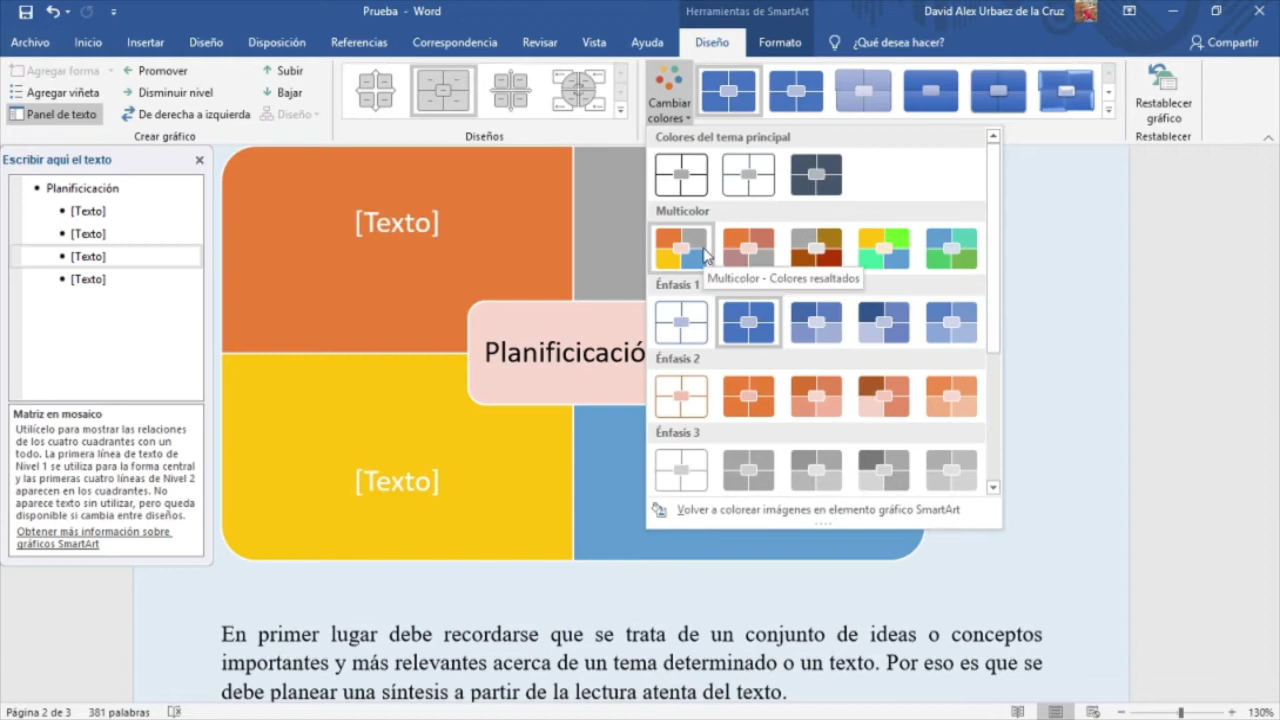 Prueba - Word
Herramientas de SmartArt
David Alex Urbaez de la Cruz
Archivo Inicio Insertar Diseño Disposición Referencias Correspondencia Revisar Vista Ayuda Diseño Formato ¿Qué desea hacer? Compartir
Agregar forma Promover Subir
Agregar viñeta Disminuir nivel Bajar
Panel de texto De derecha a izquierda Diseño
Crear gráfico
Diseños
Cambiar
colores
Restablecer
gráfico
Restablecer
Escribir aquí el texto
Planificicación
[Texto]
[Texto]
[Texto]
[Texto]
Matriz en mosaico
Utilícelo para mostrar las relaciones
de los cuatro cuadrantes con un
todo. La primera línea de texto de
Nivel 1 se utiliza para la forma central
y las primeras cuatro líneas de Nivel 2
aparecen en los cuadrantes. No
aparece texto sin utilizar, pero queda
disponible si cambia entre diseños.
Obtener más información sobre
gráficos SmartArt
[Texto]
Planificicació
[Texto]
Colores del tema principal
Multicolor
Multicolor - Colores resaltados
Énfasis 1
Énfasis 2
Énfasis 3
Volver a colorear imágenes en elemento gráfico SmartArt
En primer lugar debe recordarse que se trata de un conjunto de ideas o conceptos
importantes y más relevantes acerca de un tema determinado o un texto. Por eso es que se
debe planear una síntesis a partir de la lectura atenta del texto.
Página 2 de 3 381 palabras 130%